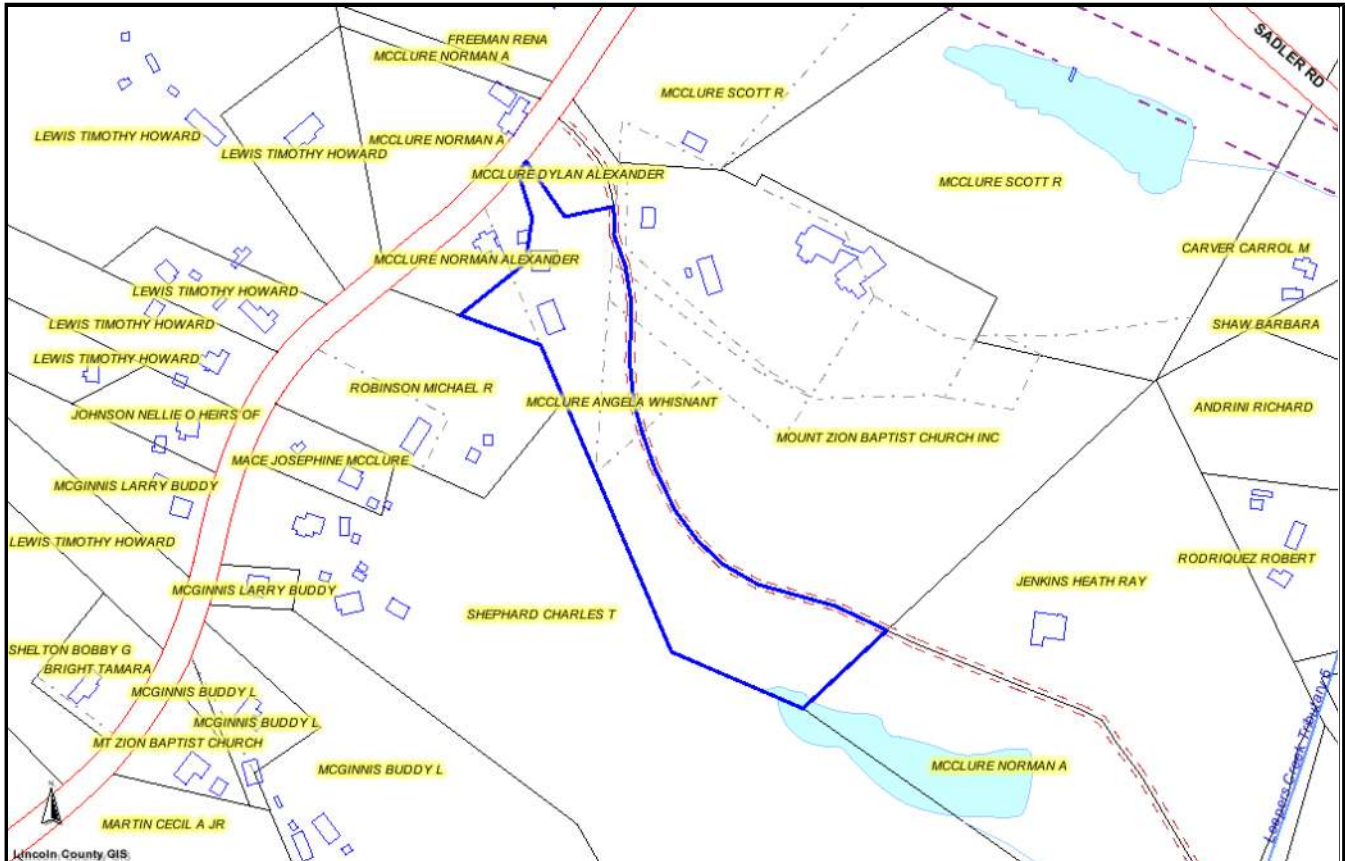 FREEMAN RENA
MCCLURE NORMAN A
SADLER RD
MCCLURE SCOTT R
LEWIS TIMOTHY HOWARD
MCCLURE NORMAN A
LEWIS TIMOTHY HOWARD
MCCLURE DYLAN ALEXANDER
MCCLURE SCOTT R
CARVER CARROL M
MCCLURE NORMAN ALEXANDER
LEWIS TIMOTHY HOWARD
LEWIS TIMOTHY HOWARD
SHAW BARBARA
LEWIS TIMOTHY HOWARD
ROBINSON MICHAEL R
MCCLURE ANGELA WHISNANT
ANDRINI RICHARD
JOHNSON NELLIE O HEIRS OF
MOUNT ZION BAPTIST CHURCH INC
MACE JOSEPHINE MCCLURE
MCGINNIS LARRY BUDDY
LEWIS TIMOTHY HOWARD
RODRIQUEZ ROBERT
JENKINS HEATH RAY
MCGINNIS LARRY BUDDY
SHEPHARD CHARLES T
SHELTON BOBBY G
BRIGHT TAMARA
MCGINNIS BUDDY L
MCGINNIS BUDDY L
MT ZION BAPTIST CHURCH
MCGINNIS BUDDY L
MCCLURE NORMAN A
Leepers Creek Tributary 6
MARTIN CECIL A JR
Lincoln County GIS